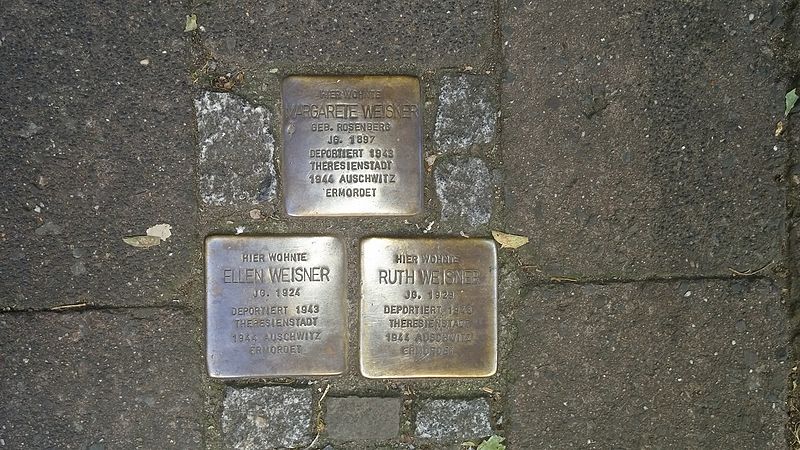 HIER WOHNTE
MARGARETE WEISNER
GEB. ROSENBERG
JG. 1897
DEPORTIERT 1943
THERESIENSTADT
1944 AUSCHWITZ
ERMORDET
HIER WOHNTE
ELLEN WEISNER
JG. 1924
DEPORTIERT 1943
THERESIENSTADT
1944 AUSCHWITZ
ERMORDET
HIER WOHNTE
RUTH WEISNER
JG.
DEPORTIERT 1943
THERESIENSTADT
1944 AUSCHWITZ
ERMORDET